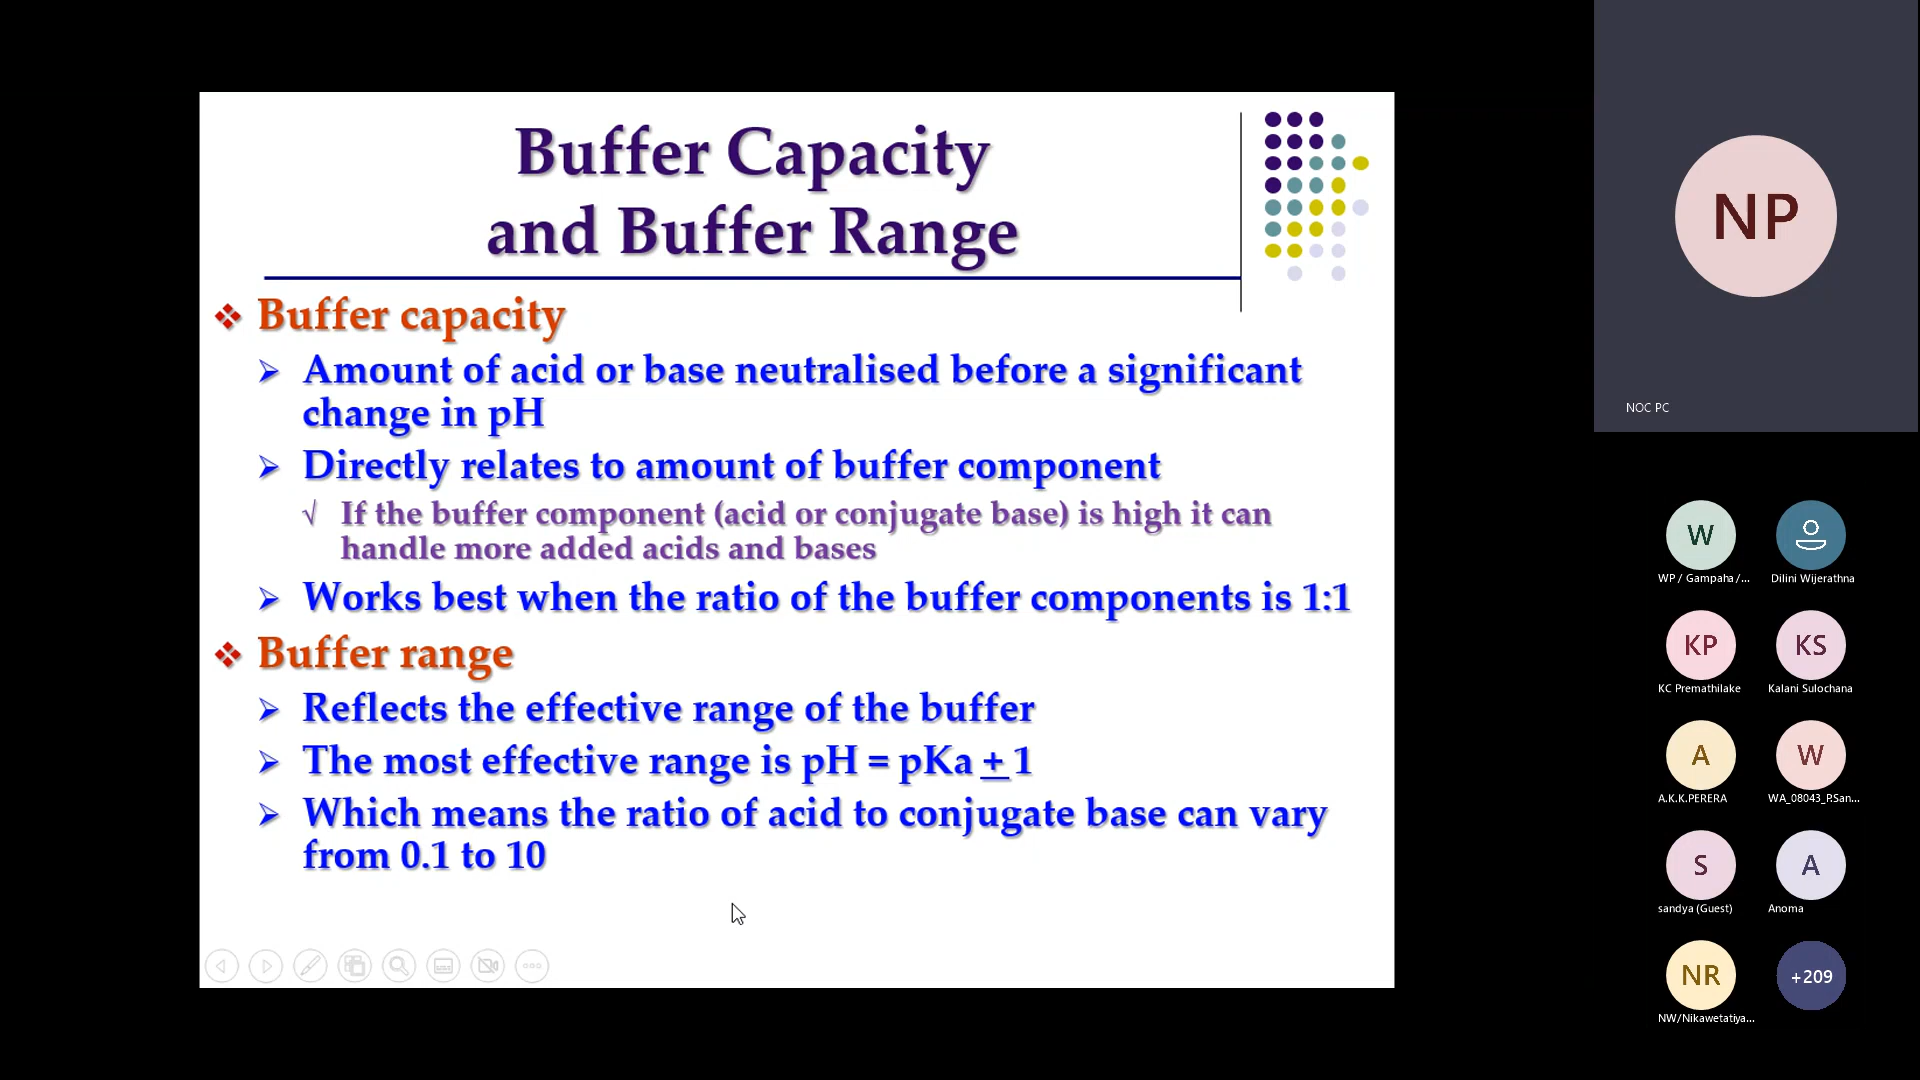 Buffer Capacity
and Buffer Range
❖ Buffer capacity
➢ Amount of acid or base neutralised before a significant
change in pH
➢ Directly relates to amount of buffer component
√ If the buffer component (acid or conjugate base) is high it can
handle more added acids and bases
➢ Works best when the ratio of the buffer components is 1:1
❖ Buffer range
➢ Reflects the effective range of the buffer
➢ The most effective range is pH = pKa ± 1
➢ Which means the ratio of acid to conjugate base can vary
from 0.1 to 10
NP
NOC PC
W
WP / Gampaha /...
Dilini Wijerathna
KP
KS
KC Premathilake
Kalani Sulochana
A
W
A.K.K.PERERA
WA_08043_P.San...
S
A
sandya (Guest)
Anoma
NR
+209
NW/Nikawetatiya...